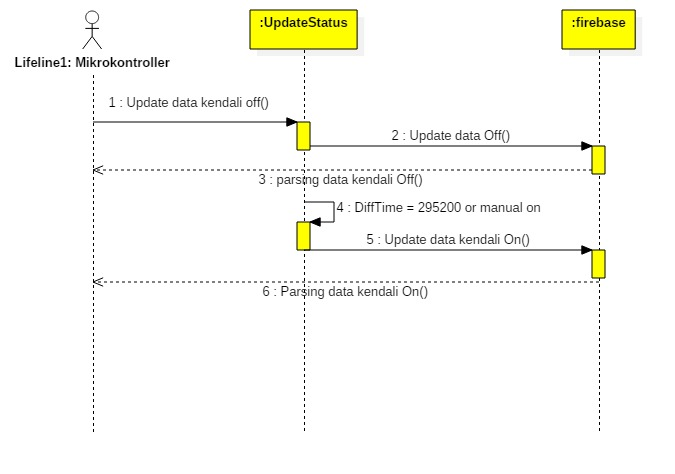 :UpdateStatus
:firebase
Lifeline1: Mikrokontroller
1 : Update data kendali off()
2 : Update data Off()
3 : parsing data kendali Off()
4 : DiffTime = 295200 or manual on
5 : Update data kendali On()
6 : Parsing data kendali On()